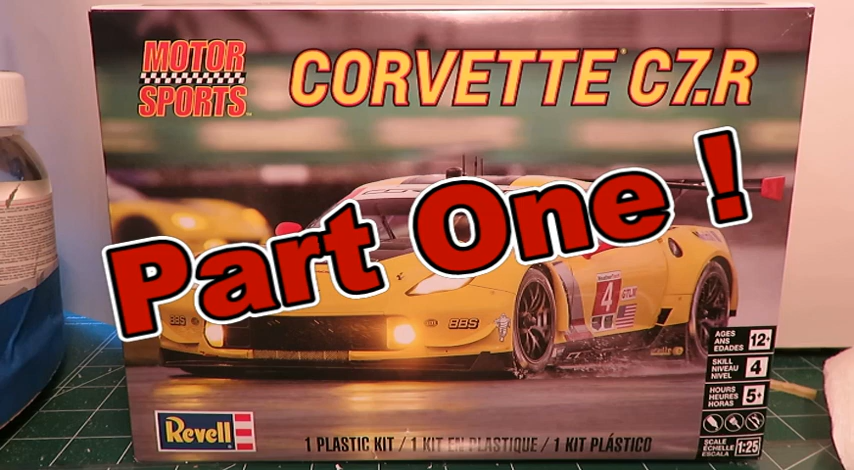 MOTOR
SPORTS
CORVETTE C7.R
Part One !
BBS
BBS
4
GTLM
AGES
ANS
EDADES
12+
SKILL
NIVEAU
NIVEL
4
HOURS
HEURES
HORAS
5+
SCALE
ÉCHELLE
ESCALA
1:25
Revell
1 PLASTIC KIT / 1 KIT EN PLASTIQUE / 1 KIT PLÁSTICO